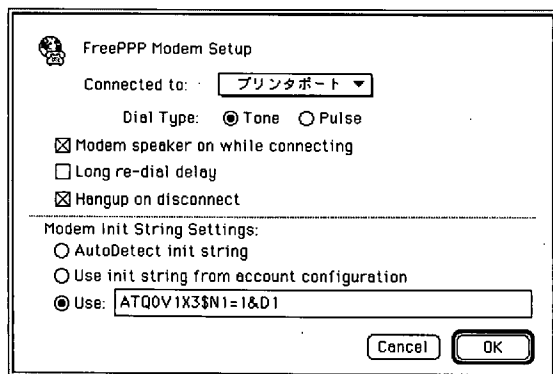 FreePPP Modem Setup
Connected to: プリンタポート
Dial Type: Tone Pulse
Modem speaker on while connecting
Long re-dial delay
Hangup on disconnect
Modem Init String Settings:
AutoDetect init string
Use init string from account configuration
Use: ATQ0V1X3$N1=1&D1
Cancel OK